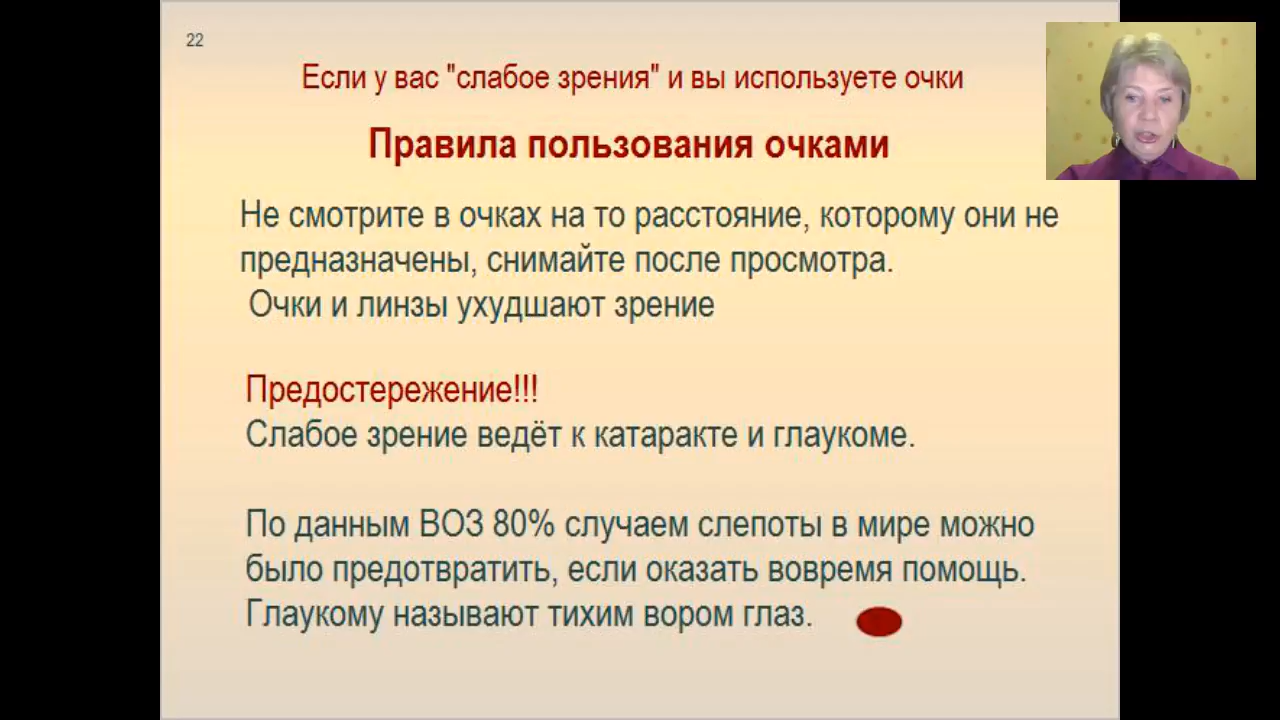 22
Если у вас "слабое зрения" и вы используете очки
Правила пользования очками
Не смотрите в очках на то расстояние, которому они не
предназначены, снимайте после просмотра.
Очки и линзы ухудшают зрение
Предостережение!!!
Слабое зрение ведёт к катаракте и глаукоме.
По данным ВОЗ 80% случаем слепоты в мире можно
было предотвратить, если оказать вовремя помощь.
Глаукому называют тихим вором глаз.